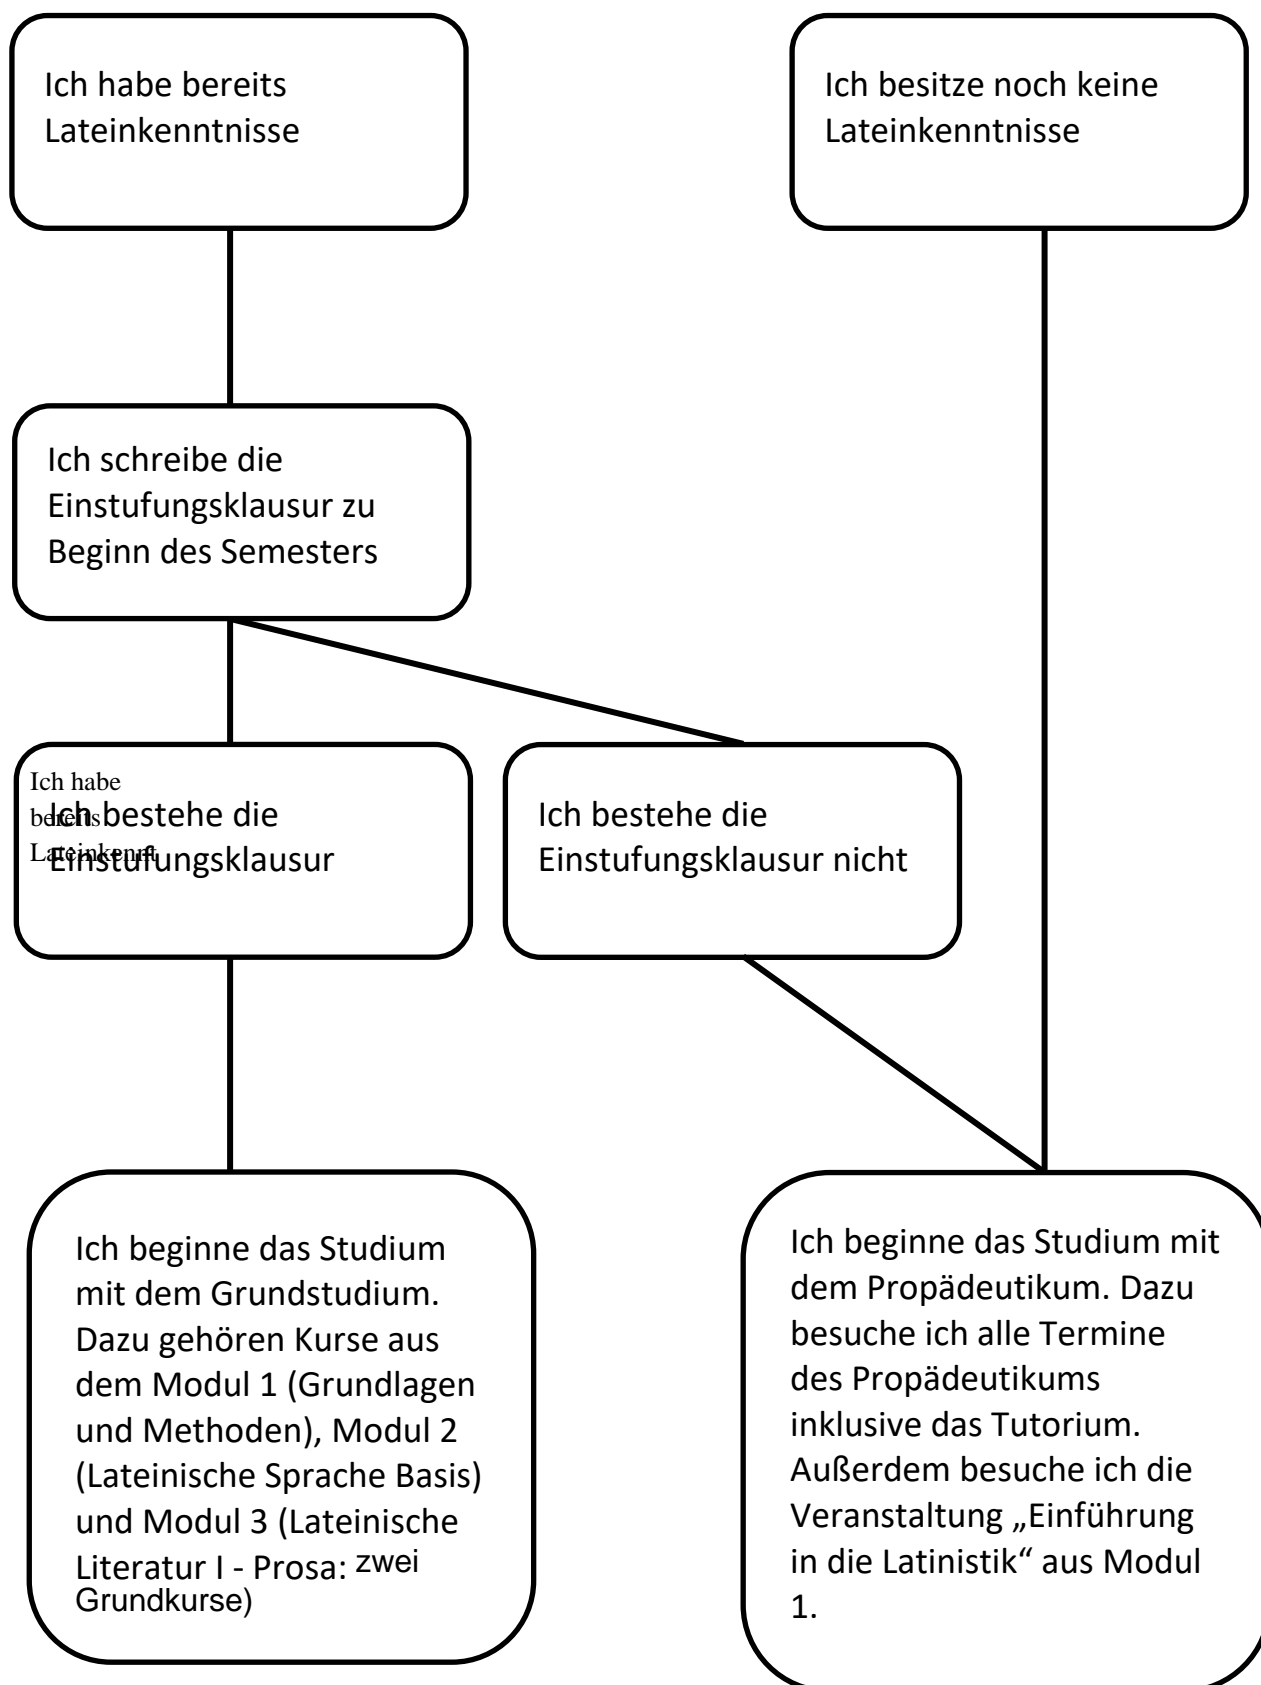 Ich habe bereits
Lateinkenntnisse
Ich besitze noch keine
Lateinkenntnisse
Ich schreibe die
Einstufungsklausur zu
Beginn des Semesters
Ich habe
bereits
Lateinkennt
Ich bestehe die
Einstufungsklausur
Ich bestehe die
Einstufungsklausur nicht
Ich beginne das Studium
mit dem Grundstudium.
Dazu gehören Kurse aus
dem Modul 1 (Grundlagen
und Methoden), Modul 2
(Lateinische Sprache Basis)
und Modul 3 (Lateinische
Literatur I - Prosa: zwei
Grundkurse)
Ich beginne das Studium mit
dem Propädeutikum. Dazu
besuche ich alle Termine
des Propädeutikums
inklusive das Tutorium.
Außerdem besuche ich die
Veranstaltung „Einführung
in die Latinistik“ aus Modul
1.